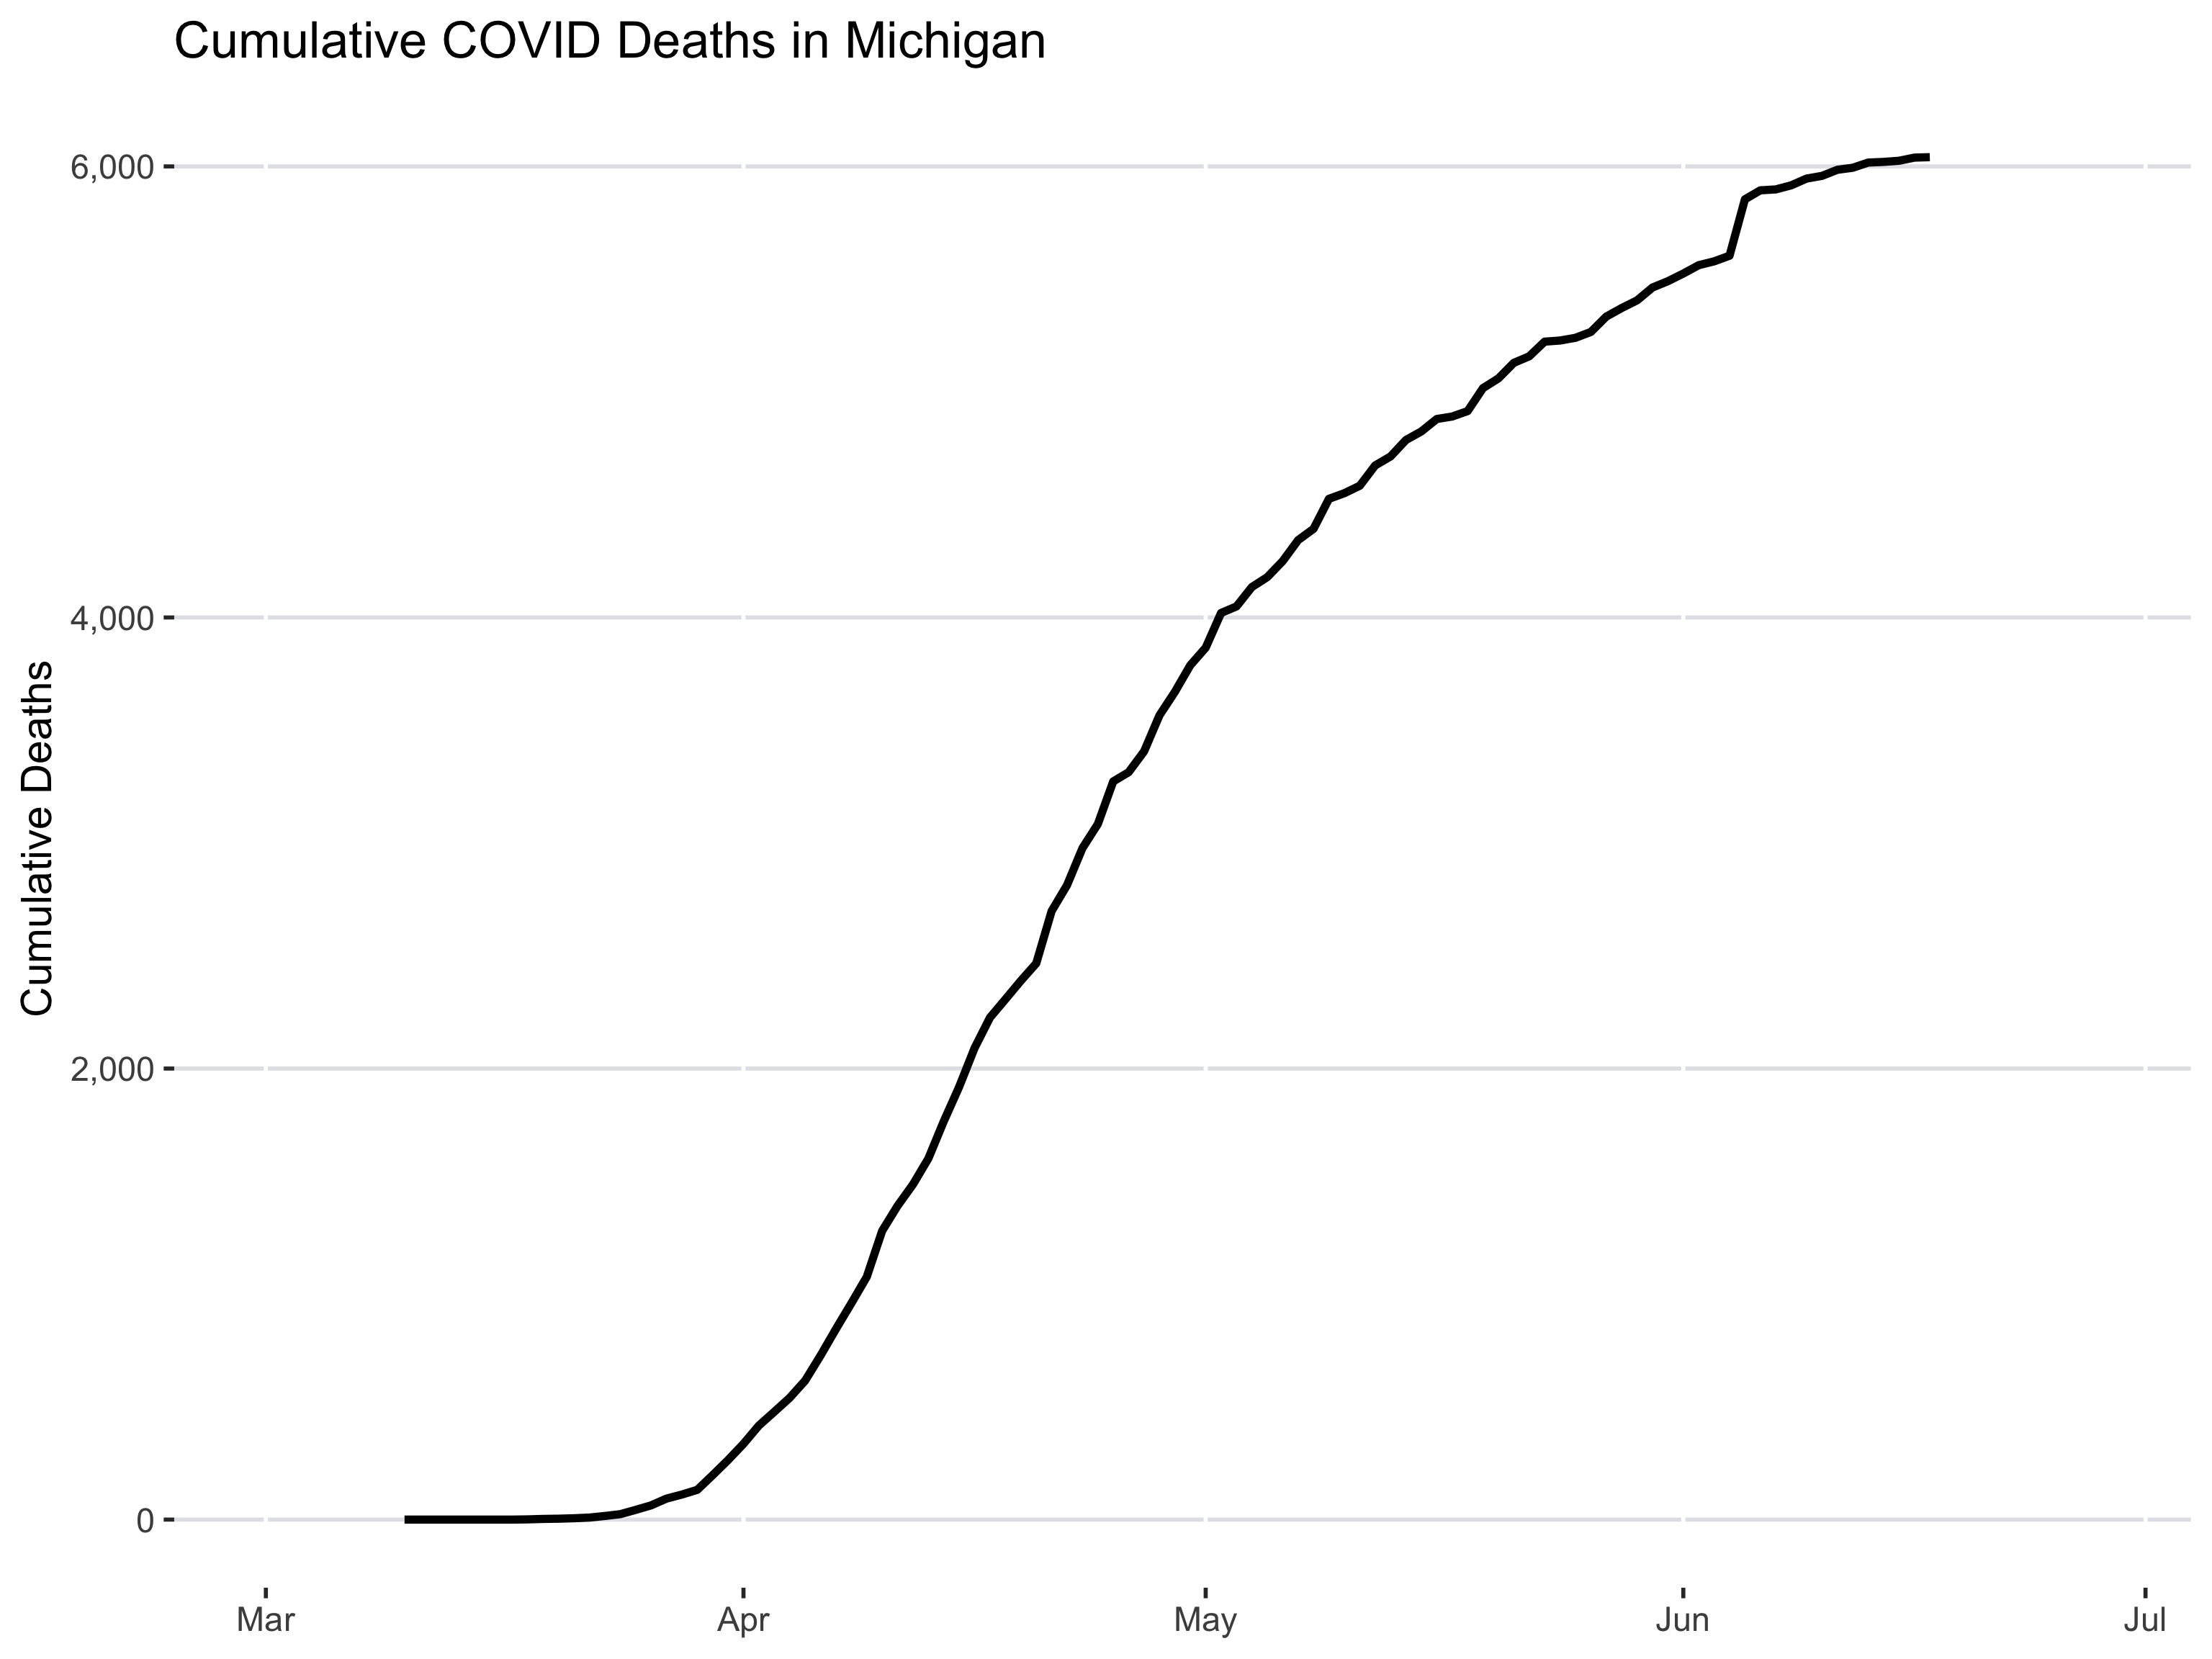 Cumulative COVID Deaths in Michigan
6,000
4,000
Cumulative Deaths
2,000
0
Mar Apr May Jun Jul